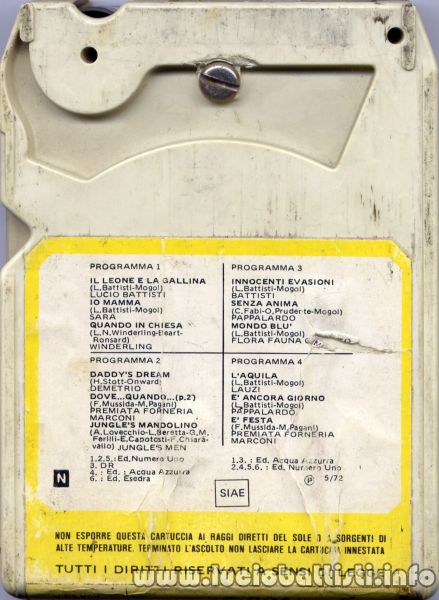 PROGRAMMA 1
IL LEONE E LA GALLINA
(L.Battisti-Mogol)
LUCIO BATTISTI
IO MAMMA
(L.Battisti-Mogol)
SARA
QUANDO IN CHIESA
(L,N,Winderling-Beart-
Ronsard)
WINDERLING
PROGRAMMA 3
INNOCENTI EVASIONI
(L.Battisti-Mogol)
BATTISTI
SENZA ANIMA
(C,Fabi-O,Pruder-Mogol)
PAPPALARDO
MONDO BLU'
(L.Battisti-Mogol)
FLORA FAUNA
PROGRAMMA 2
DADDY'S DREAM
(H,Stott-Onward)
DEMETRIO
DOVE...QUANDO...(p.2)
(F,Mussida-M,Pagani)
PREMIATA FORNERIA
MARCONI
JUNGLE'S MANDOLINO
(A,Lovecchio-L,Beretta-G,M,
Ferilli-E,Capotosti-F,Chiara-
vallo) JUNGLE'S MEN
PROGRAMMA 4
L'AQUILA
(L.Battisti-Mogol)
LAUZI
E' ANCORA GIORNO
(L.Battisti-Mogol)
PAPPALARDO
E' FESTA
(F,Mussida-M,Pagani)
PREMIATA FORNERIA
MARCONI
1,2,5,: Ed, Numero Uno
3, DR
4, : Ed, Acqua Azzurra
6, : Ed, Esedra
1,3, : Ed, Acqua Azzurra
2,4,5,6, : Ed, Numero Uno
N
SIAE
P 5/72
NON ESPORRE QUESTA CARTUCCIA AI RAGGI DIRETTI DEL SOLE O A SORGENTI DI
ALTE TEMPERATURE. TERMINATO L'ASCOLTO NON LASCIARE LA CARTUCCIA INNESTATA
TUTTI I DIRITTI RISERVATI A SENSI
www.luciobattisti.info